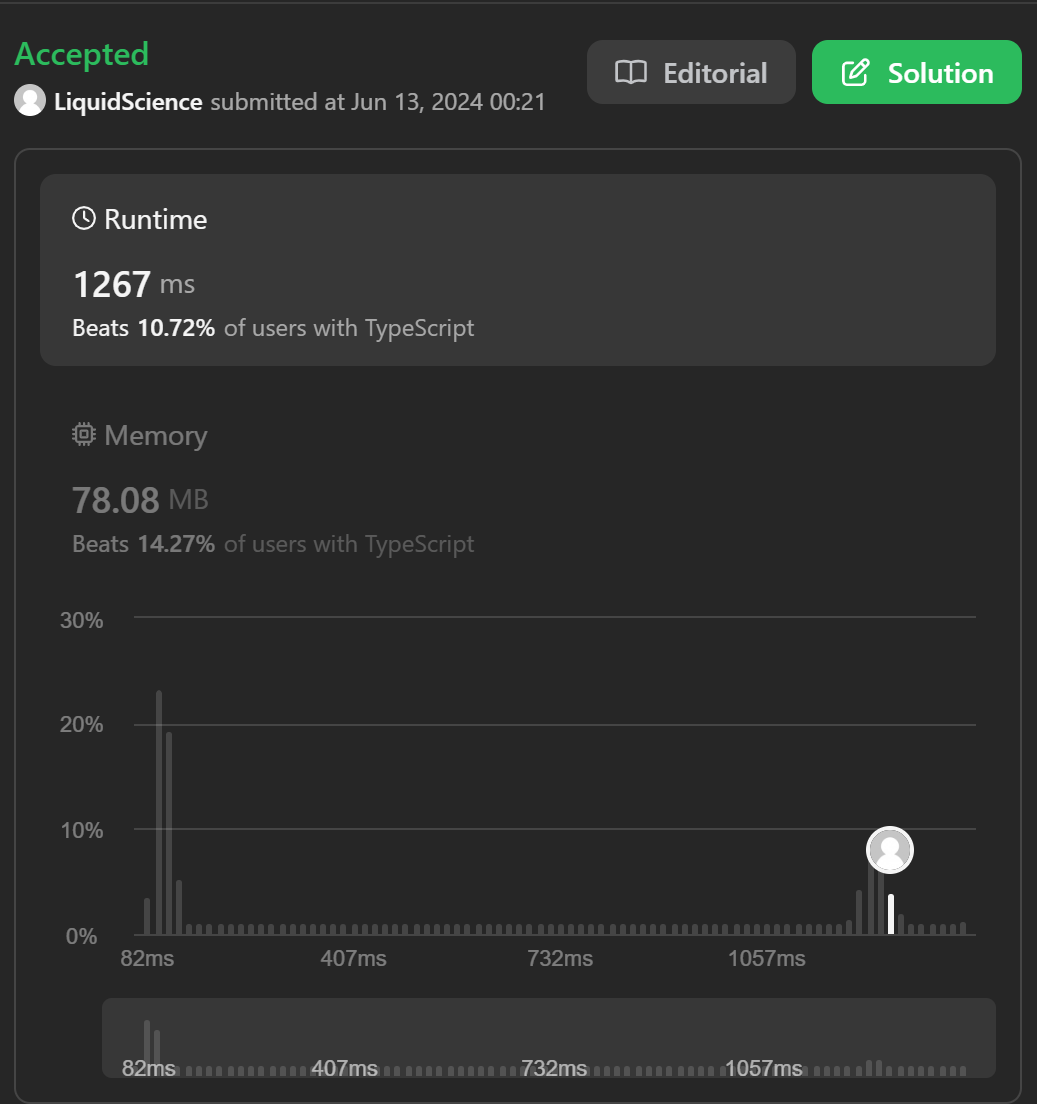 Accepted
Editorial
Solution
LiquidScience submitted at Jun 13, 2024 00:21
Runtime
1267 ms
Beats 10.72% of users with TypeScript
Memory
78.08 MB
Beats 14.27% of users with TypeScript
30%
20%
10%
0%
82ms 407ms 732ms 1057ms
82ms 407ms 732ms 1057ms